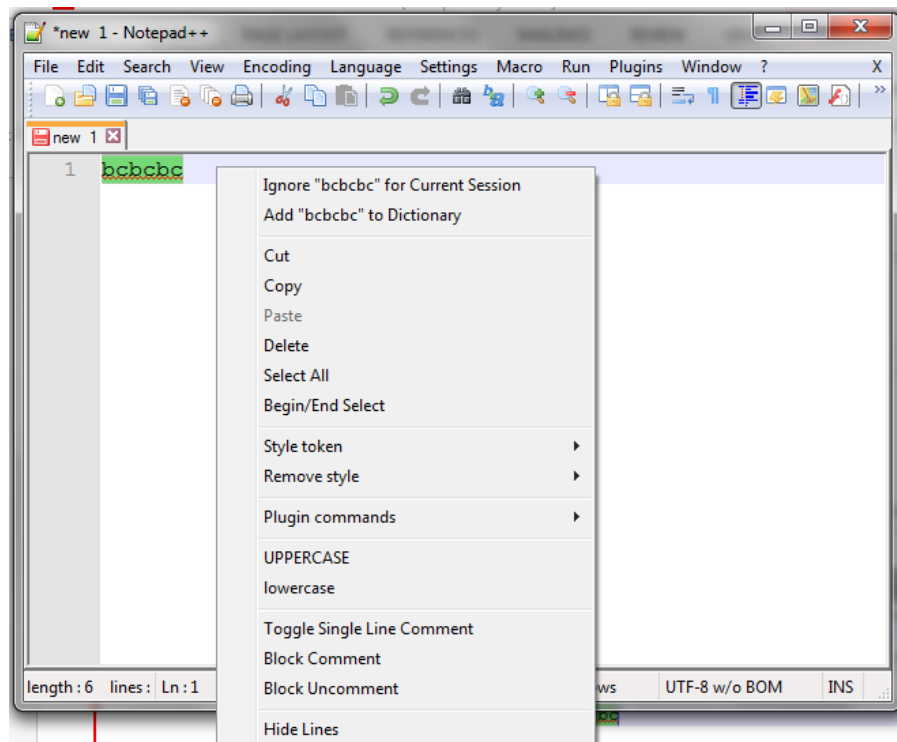 *new 1 - Notepad++
File Edit Search View Encoding Language Settings Macro Run Plugins Window ? X
new 1
1 bcbcbc
Ignore "bcbcbc" for Current Session
Add "bcbcbc" to Dictionary
Cut
Copy
Paste
Delete
Select All
Begin/End Select
Style token
Remove style
Plugin commands
UPPERCASE
lowercase
Toggle Single Line Comment
Block Comment
Block Uncomment
Hide Lines
length : 6 lines : Ln : 1 UTF-8 w/o BOM INS